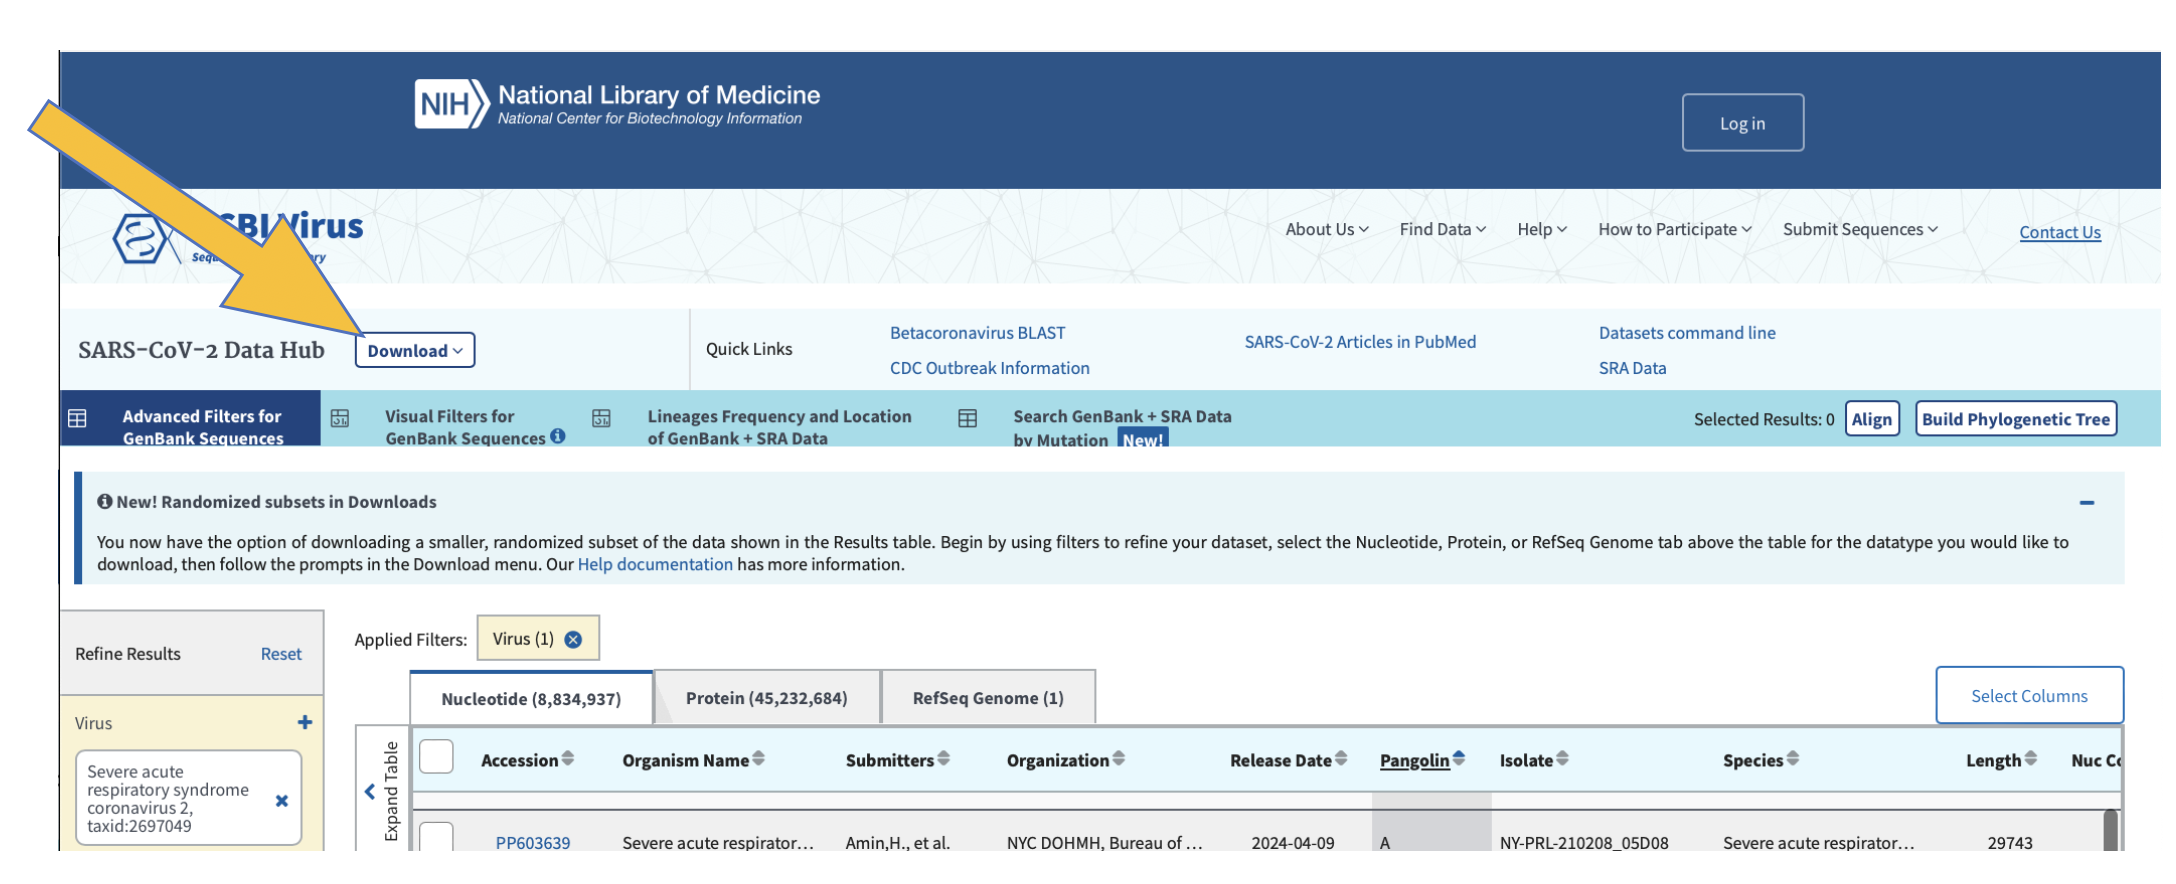 NIH National Library of Medicine
National Center for Biotechnology Information
Log in
Virus
About Us Find Data Help How to Participate Submit Sequences Contact Us
SARS-CoV-2 Data Hub
Download
Quick Links
Betacoronavirus BLAST
CDC Outbreak Information
SARS-CoV-2 Articles in PubMed
Datasets command line
SRA Data
Advanced Filters for
GenBank Sequences
Visual Filters for
GenBank Sequences
Lineages Frequency and Location
of GenBank + SRA Data
Search GenBank + SRA Data
by Mutation New!
Selected Results: 0 Align Build Phylogenetic Tree
New! Randomized subsets in Downloads
You now have the option of downloading a smaller, randomized subset of the data shown in the Results table. Begin by using filters to refine your dataset, select the Nucleotide, Protein, or RefSeq Genome tab above the table for the datatype you would like to
download, then follow the prompts in the Download menu. Our Help documentation has more information.
Refine Results Reset
Virus
Severe acute
respiratory syndrome
coronavirus 2,
taxid:2697049
Applied Filters: Virus (1)
Nucleotide (8,834,937) Protein (45,232,684) RefSeq Genome (1)
Select Columns
Expand Table
Accession Organism Name Submitters Organization Release Date Pangolin Isolate Species Length Nuc
PP603639 Severe acute respirator... Amin,H., et al. NYC DOHMH, Bureau of ... 2024-04-09 A NY-PRL-210208_05D08 Severe acute respirator... 29743